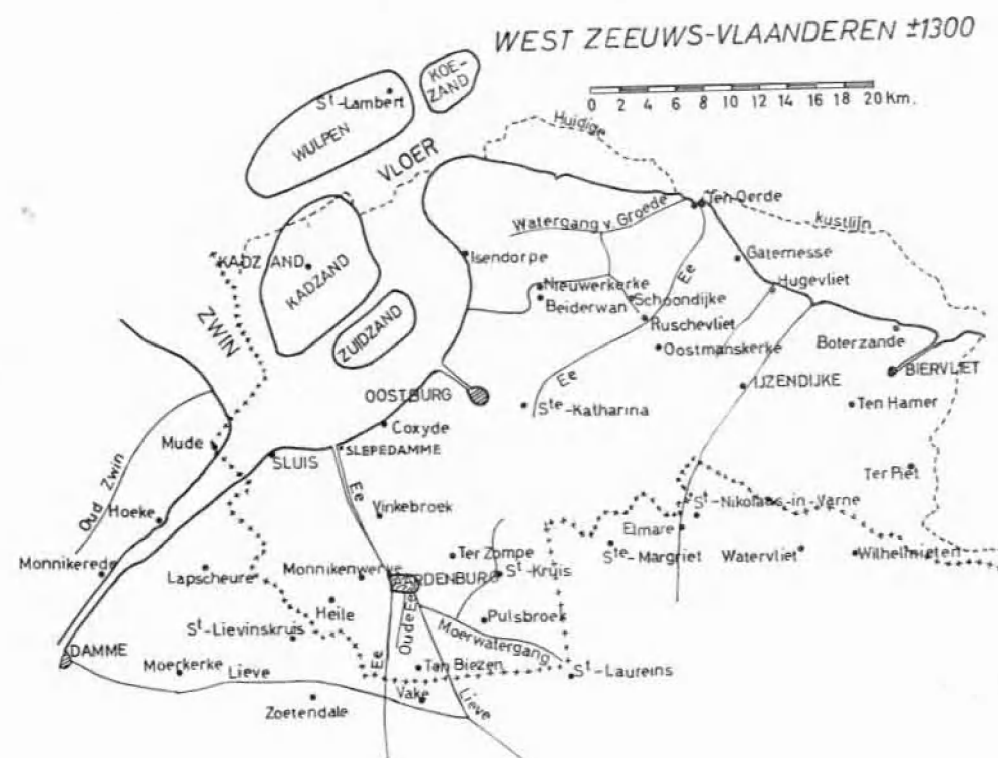 WEST ZEEUWS-VLAANDEREN ±1300
0 2 4 6 8 10 12 14 16 18 20 Km.
KOE-
ZAND
St-Lambert
WULPEN
VLOER
Huidige
kustlijn
Ten Oerde
Watergang v. Groede
Isendorpe
Gaternesse
Ee
KADZAND
KADZAND
Nieuwerkerke
Hugevliet
Beiderwan
Schoondijke
ZWIN
ZUIDZAND
Ruschevliet
Oostmanskerke
Boterzande
BIERVLIET
Ee
OOSTBURG
IJZENDIJKE
Ste-Katharina
Ten Hamer
Coxyde
Mude
SLEPEDAMME
SLUIS
Ter Piet
Oud Zwin
Ee
St-Nikolaas-in-Varne
Hoeke
Vinkebroek
Elmare
Ste-Margriet
Watervliet
Wilhelmieten
Monnikerede
Ter Zompe
Lapscheure
Monnikenwerke
AARDENBURG
St-Kruis
Heile
Oude Ee
Pulsbroek
St-Lievinskruis
Moerwatergang
DAMME
Ee
Moerkerke
Lieve
Ten Biezen
St-Laureins
Vake
Lieve
Zoetendale